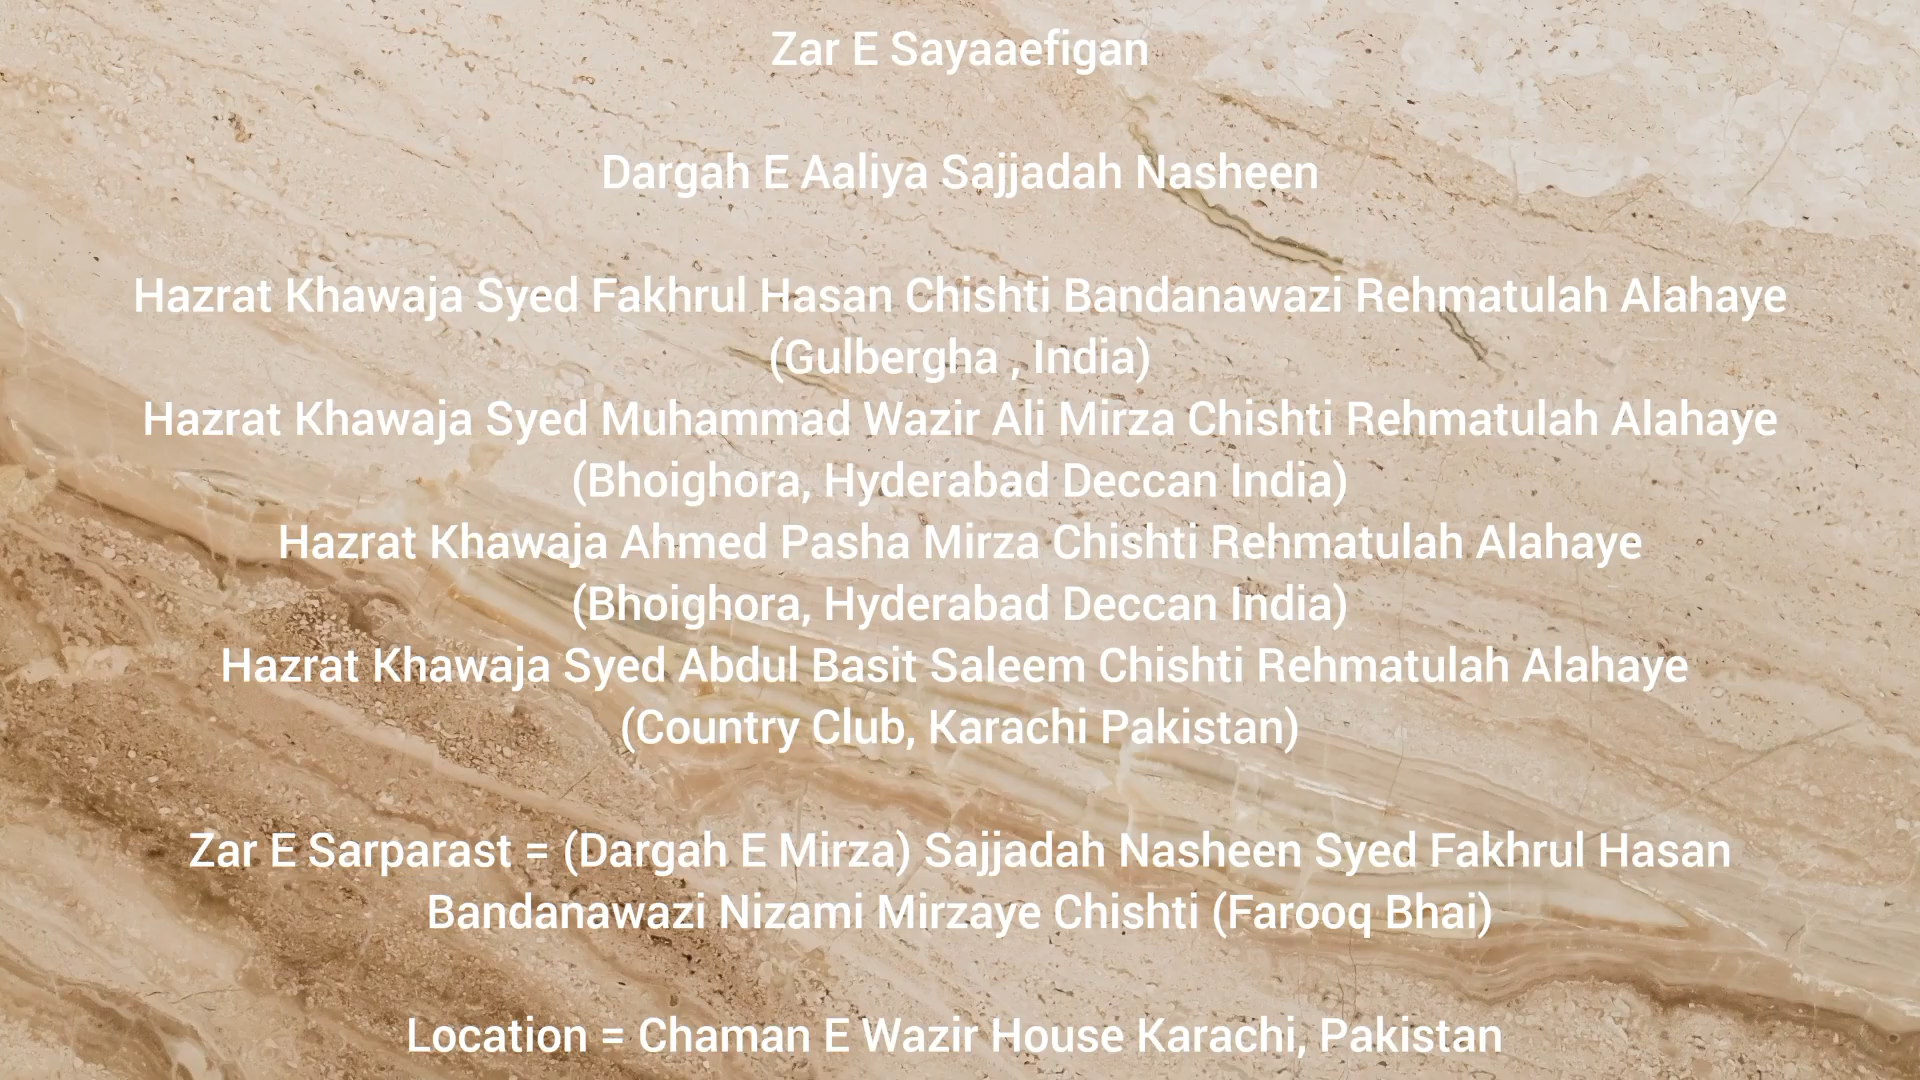 Zar E Sayaaefigan
Dargah E Aaliya Sajjadah Nasheen
Hazrat Khawaja Syed Fakhrul Hasan Chishti Bandanawazi Rehmatulah Alahaye
(Gulbergha , India)
Hazrat Khawaja Syed Muhammad Wazir Ali Mirza Chishti Rehmatulah Alahaye
(Bhoighora, Hyderabad Deccan India)
Hazrat Khawaja Ahmed Pasha Mirza Chishti Rehmatulah Alahaye
(Bhoighora, Hyderabad Deccan India)
Hazrat Khawaja Syed Abdul Basit Saleem Chishti Rehmatulah Alahaye
(Country Club, Karachi Pakistan)
Zar E Sarparast = (Dargah E Mirza) Sajjadah Nasheen Syed Fakhrul Hasan
Bandanawazi Nizami Mirzaye Chishti (Farooq Bhai)
Location = Chaman E Wazir House Karachi, Pakistan